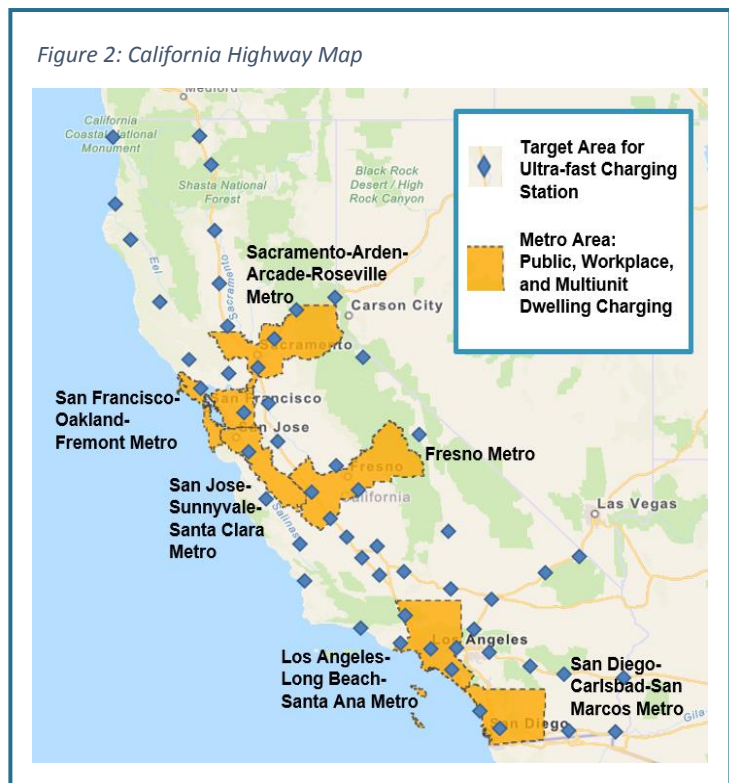 Figure 2: California Highway Map
Medford
California
Coastal National
Monument
Shasta National
Forest
Black Rock
Desert / High
Rock Canyon
Target Area for
Ultra-fast Charging
Station
Metro Area:
Public, Workplace,
and Multiunit
Dwelling Charging
Eel
Sacramento
Sacramento-Arden-
Arcade-Roseville
Metro
Carson City
Sacramento
San Francisco-
Oakland-
Fremont Metro
San Francisco
San Jose
Fresno Metro
Fresno
California
San Jose-
Sunnyvale-
Santa Clara
Metro
Salinas
Las Vegas
Los Angeles-
Long Beach-
Santa Ana Metro
Los Angeles
San Diego-
Carlsbad-San
Marcos Metro
San Diego
Gila